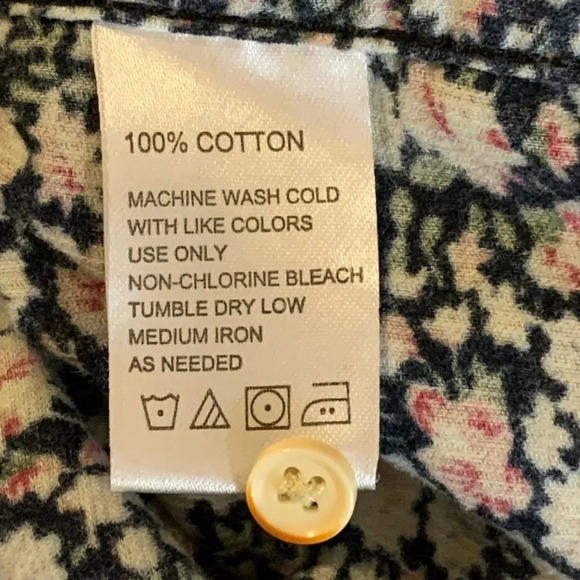 100% COTTON
MACHINE WASH COLD
WITH LIKE COLORS
USE ONLY
NON-CHLORINE BLEACH
TUMBLE DRY LOW
MEDIUM IRON
AS NEEDED